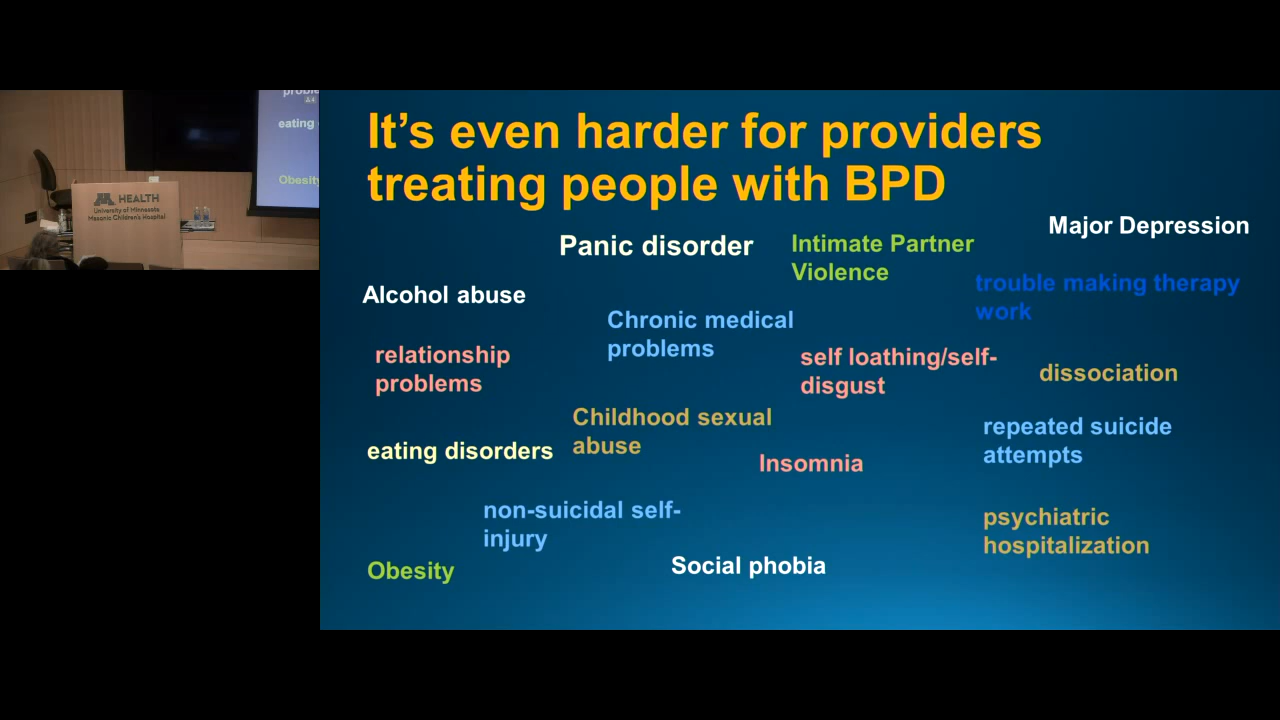 It's even harder for providers
treating people with BPD
Major Depression
Panic disorder
Intimate Partner
Violence
trouble making therapy
work
Alcohol abuse
Chronic medical
problems
relationship
problems
self loathing/self-
disgust
dissociation
Childhood sexual
abuse
repeated suicide
attempts
eating disorders
Insomnia
non-suicidal self-
injury
psychiatric
hospitalization
Obesity
Social phobia
eating
Obesity
M HEALTH
University of Minnesota
Masonic Children's Hospital